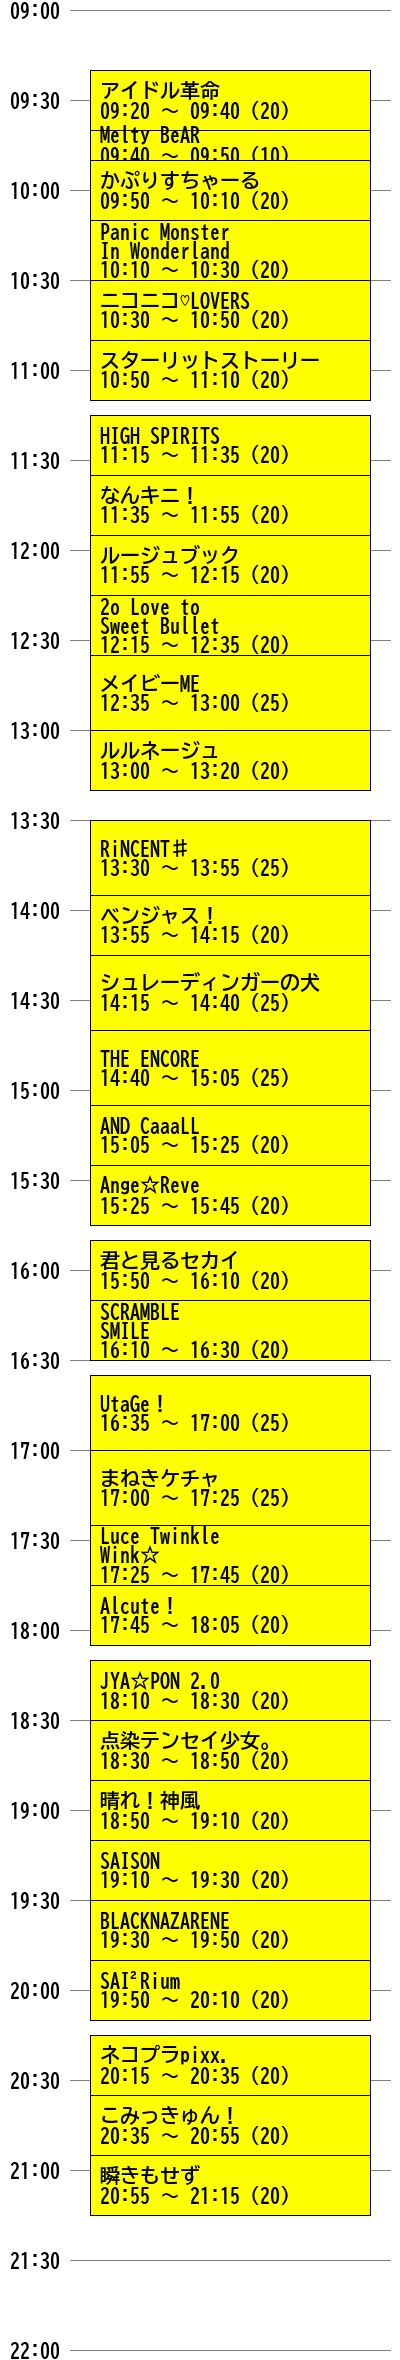 09:00
アイドル革命
09:30
09:20 ～ 09:40 (20)
Melty BeAR
09:40 ～ 09:50 (10)
かぷりすちゃーる
10:00
09:50 ～ 10:10 (20)
Panic Monster
In Wonderland
10:10 ～ 10:30 (20)
10:30
ニコニコ♡LOVERS
10:30 ～ 10:50 (20)
スターリットストーリー
11:00
10:50 ～ 11:10 (20)
HIGH SPIRITS
11:30
11:15 ～ 11:35 (20)
なんキニ！
11:35 ～ 11:55 (20)
12:00
ルージュブック
11:55 ～ 12:15 (20)
2o Love to
Sweet Bullet
12:30
12:15 ～ 12:35 (20)
メイビーME
12:35 ～ 13:00 (25)
13:00
ルルネージュ
13:00 ～ 13:20 (20)
13:30
RiNCENT♯
13:30 ～ 13:55 (25)
14:00
ベンジャス！
13:55 ～ 14:15 (20)
シュレーディンガーの犬
14:30
14:15 ～ 14:40 (25)
THE ENCORE
14:40 ～ 15:05 (25)
15:00
AND CaaaLL
15:05 ～ 15:25 (20)
15:30
Ange☆Reve
15:25 ～ 15:45 (20)
君と見るセカイ
16:00
15:50 ～ 16:10 (20)
SCRAMBLE
SMILE
16:10 ～ 16:30 (20)
16:30
UtaGe！
16:35 ～ 17:00 (25)
17:00
まねきケチャ
17:00 ～ 17:25 (25)
17:30
Luce Twinkle
Wink☆
17:25 ～ 17:45 (20)
Alcute！
18:00
17:45 ～ 18:05 (20)
JYA☆PON 2.0
18:10 ～ 18:30 (20)
18:30
点染テンセイ少女。
18:30 ～ 18:50 (20)
晴れ！神風
19:00
18:50 ～ 19:10 (20)
SAISON
19:10 ～ 19:30 (20)
19:30
BLACKNAZARENE
19:30 ～ 19:50 (20)
SAI²Rium
20:00
19:50 ～ 20:10 (20)
ネコプラpixx.
20:30
20:15 ～ 20:35 (20)
こみっきゅん！
20:35 ～ 20:55 (20)
21:00
瞬きもせず
20:55 ～ 21:15 (20)
21:30
22:00